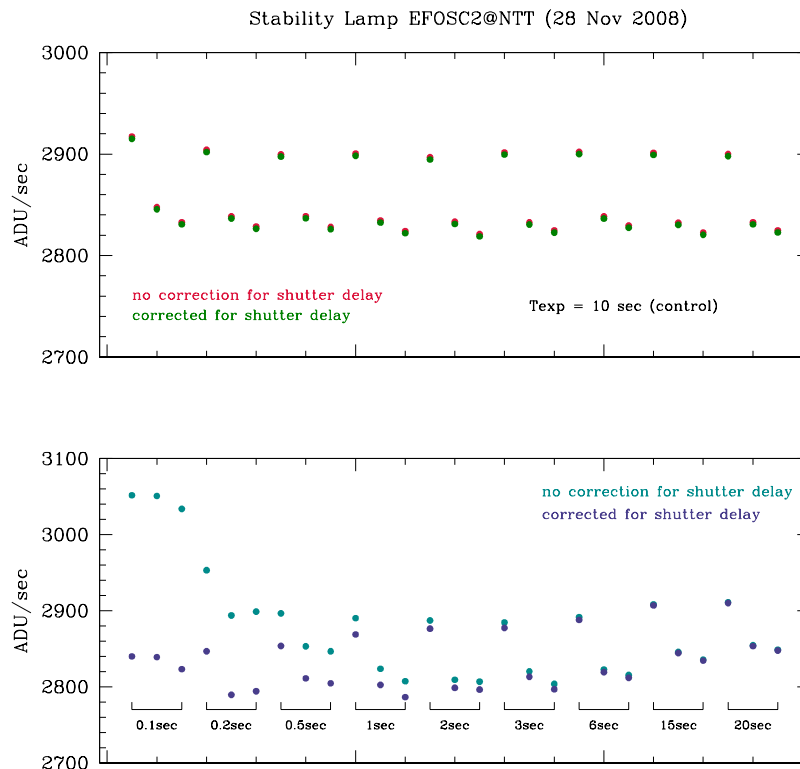 Stability Lamp EFOSC2@NTT (28 Nov 2008)
3000
2900
2800
2700
ADU/sec
no correction for shutter delay
corrected for shutter delay
Texp = 10 sec (control)
3100
3000
2900
2800
2700
ADU/sec
no correction for shutter delay
corrected for shutter delay
0.1sec 0.2sec 0.5sec 1sec 2sec 3sec 6sec 15sec 20sec